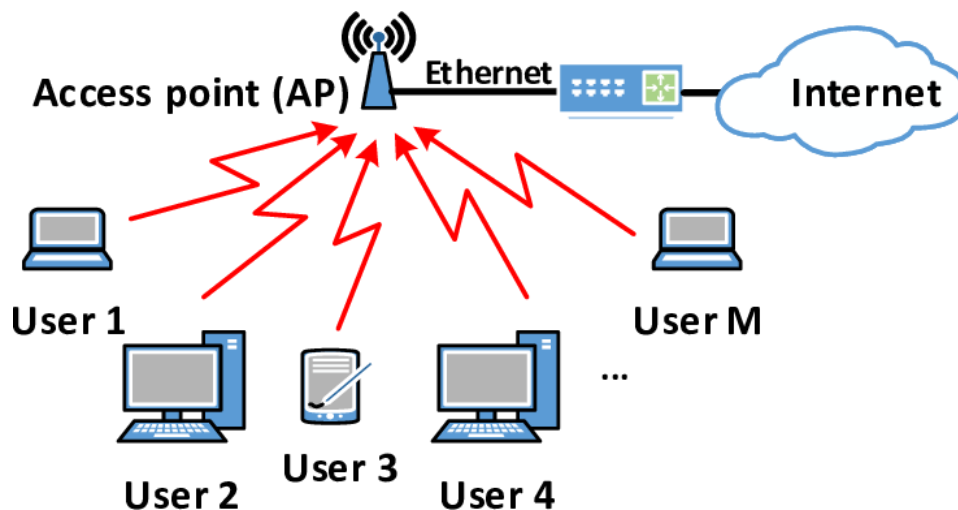 Ethernet
Access point (AP)
Internet
User 1
User M
...
User 2
User 3
User 4